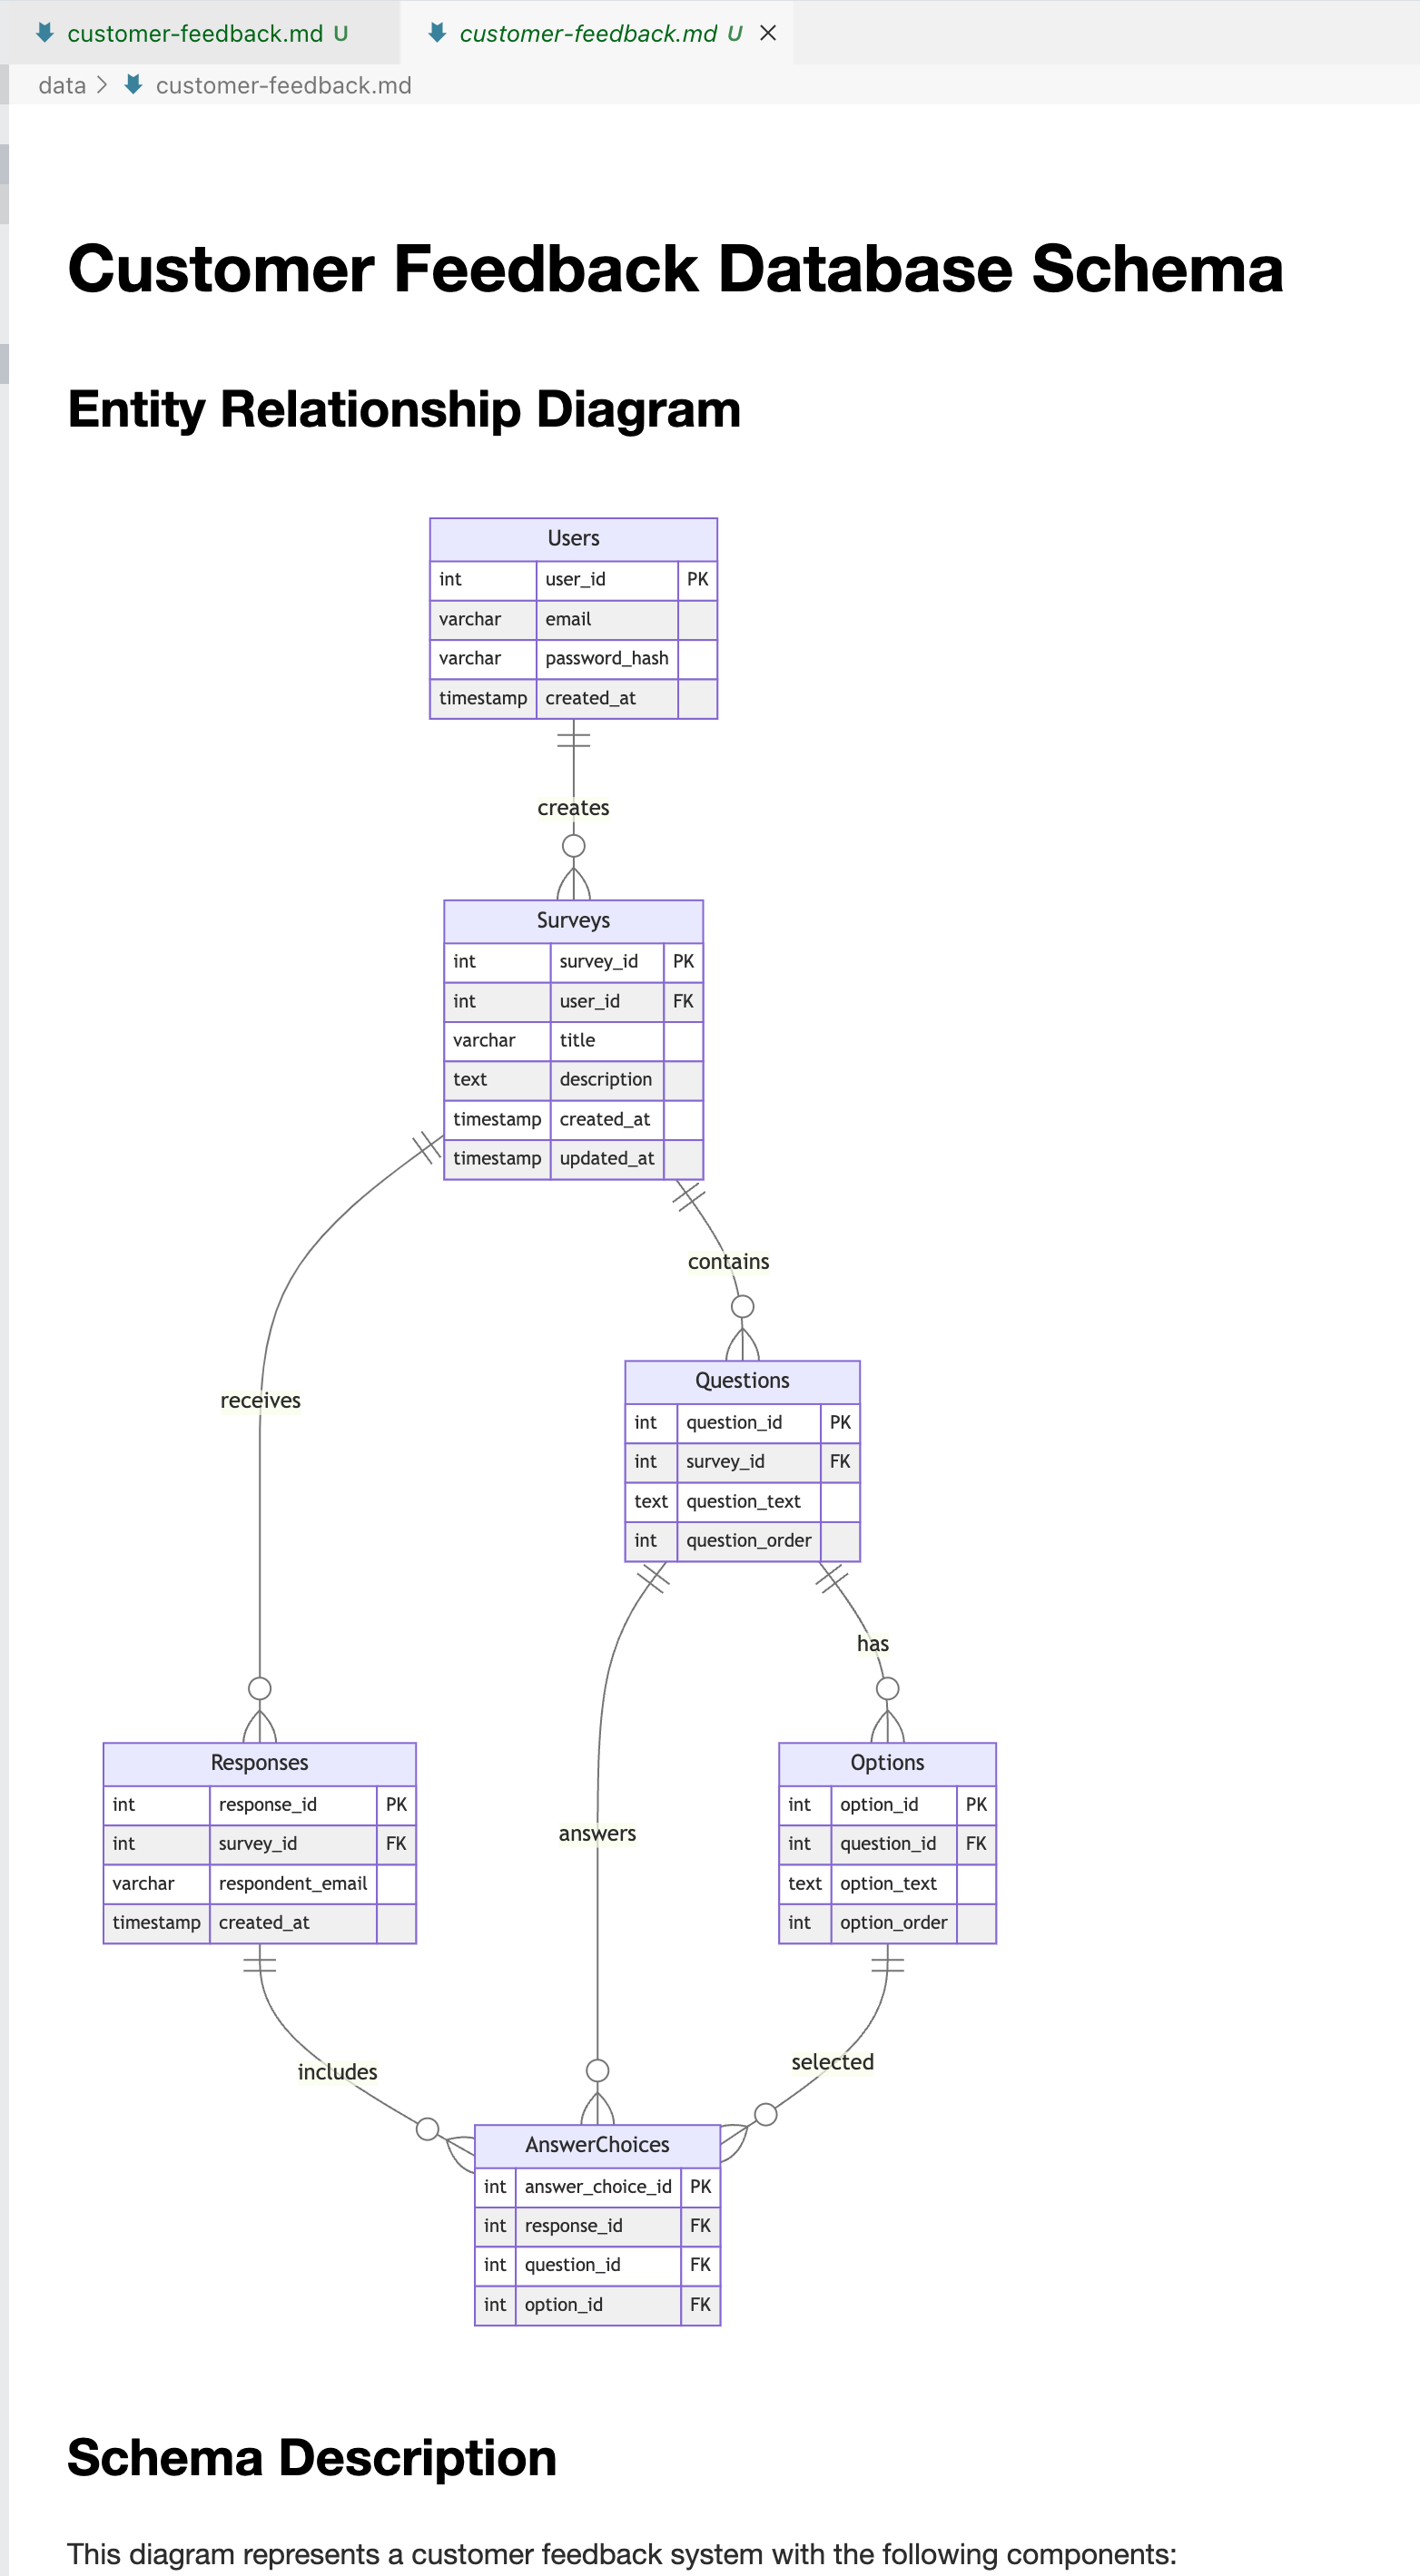 customer-feedback.md U
customer-feedback.md U
data > customer-feedback.md
Customer Feedback Database Schema
Entity Relationship Diagram
Users
int user_id PK
varchar email
varchar password_hash
timestamp created_at
creates
Surveys
int survey_id PK
int user_id FK
varchar title
text description
timestamp created_at
timestamp updated_at
contains
receives
Questions
int question_id PK
int survey_id FK
text question_text
int question_order
has
Responses
int response_id PK
int survey_id FK
varchar respondent_email
timestamp created_at
answers
Options
int option_id PK
int question_id FK
text option_text
int option_order
includes
selected
AnswerChoices
int answer_choice_id PK
int response_id FK
int question_id FK
int option_id FK
Schema Description
This diagram represents a customer feedback system with the following components: